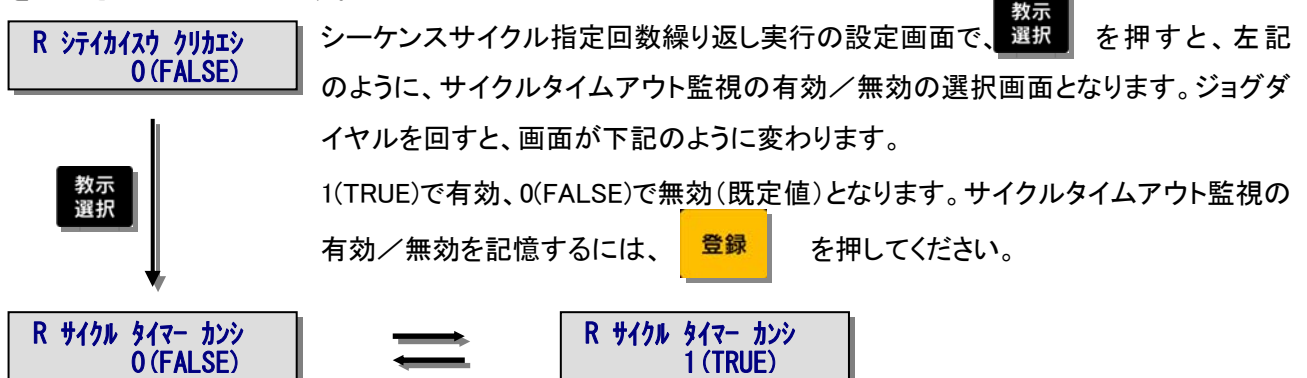 R ｼﾃｲｶｲｽｳ ｸﾘｶｴｼ
0(FALSE)
シーケンスサイクル指定回数繰り返し実行の設定画面で、 教示選択 を押すと、左記
のように、サイクルタイムアウト監視の有効／無効の選択画面となります。ジョグダ
イヤルを回すと、画面が下記のように変わります。
教示
選択
1(TRUE)で有効、0(FALSE)で無効（既定値）となります。サイクルタイムアウト監視の
有効／無効を記憶するには、 登録 を押してください。
R ｻｲｸﾙ ﾀｲﾏｰ ｶﾝｼ
0(FALSE)
R ｻｲｸﾙ ﾀｲﾏｰ ｶﾝｼ
1(TRUE)